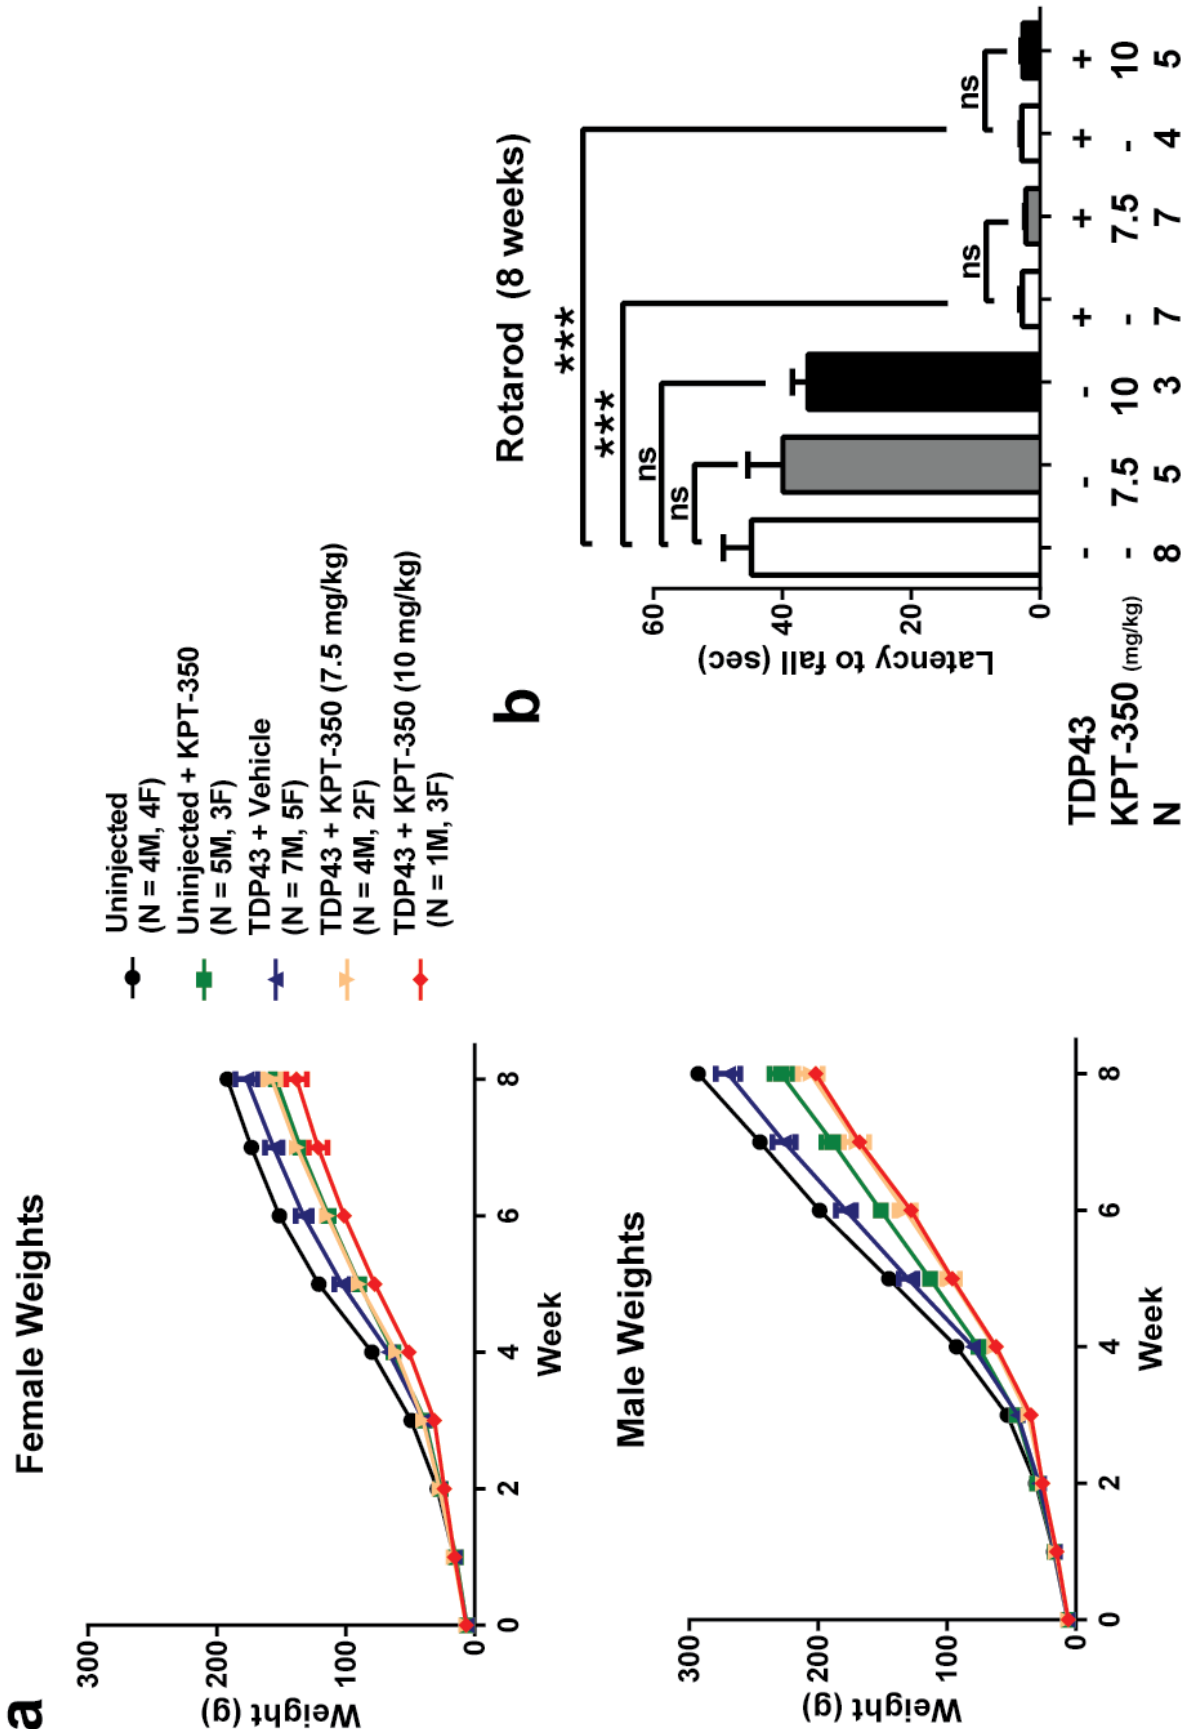 a
Female Weights
Weight (g)
300
200
100
0
0 2 4 6 8
Week
Uninjected
(N = 4M, 4F)
Uninjected + KPT-350
(N = 5M, 3F)
TDP43 + Vehicle
(N = 7M, 5F)
TDP43 + KPT-350 (7.5 mg/kg)
(N = 4M, 2F)
TDP43 + KPT-350 (10 mg/kg)
(N = 1M, 3F)
Male Weights
Weight (g)
300
200
100
0
0 2 4 6 8
Week
b
Rotarod (8 weeks)
Latency to fall (sec)
60
40
20
0
***
***
ns
ns
ns
ns
TDP43 - - - + + + +
KPT-350 (mg/kg) - 7.5 10 - 7.5 - 10
N 8 5 3 7 7 4 5